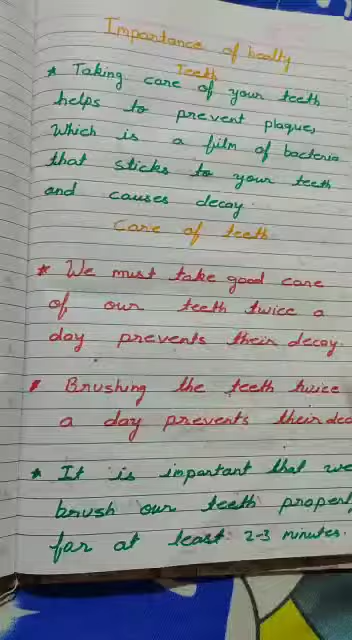 Importance of healty
Teeth
* Taking care of your teeth
helps to prevent plaque,
Which is a film of bacteria
that sticks to your teeth
and causes decay.
Care of teeth
* We must take good care
of our teeth twice a
day prevents their decay.
* Brushing the teeth twice
a day prevents their dec
* It is important that we
brush our teeth proper
for at least 2-3 minutes.